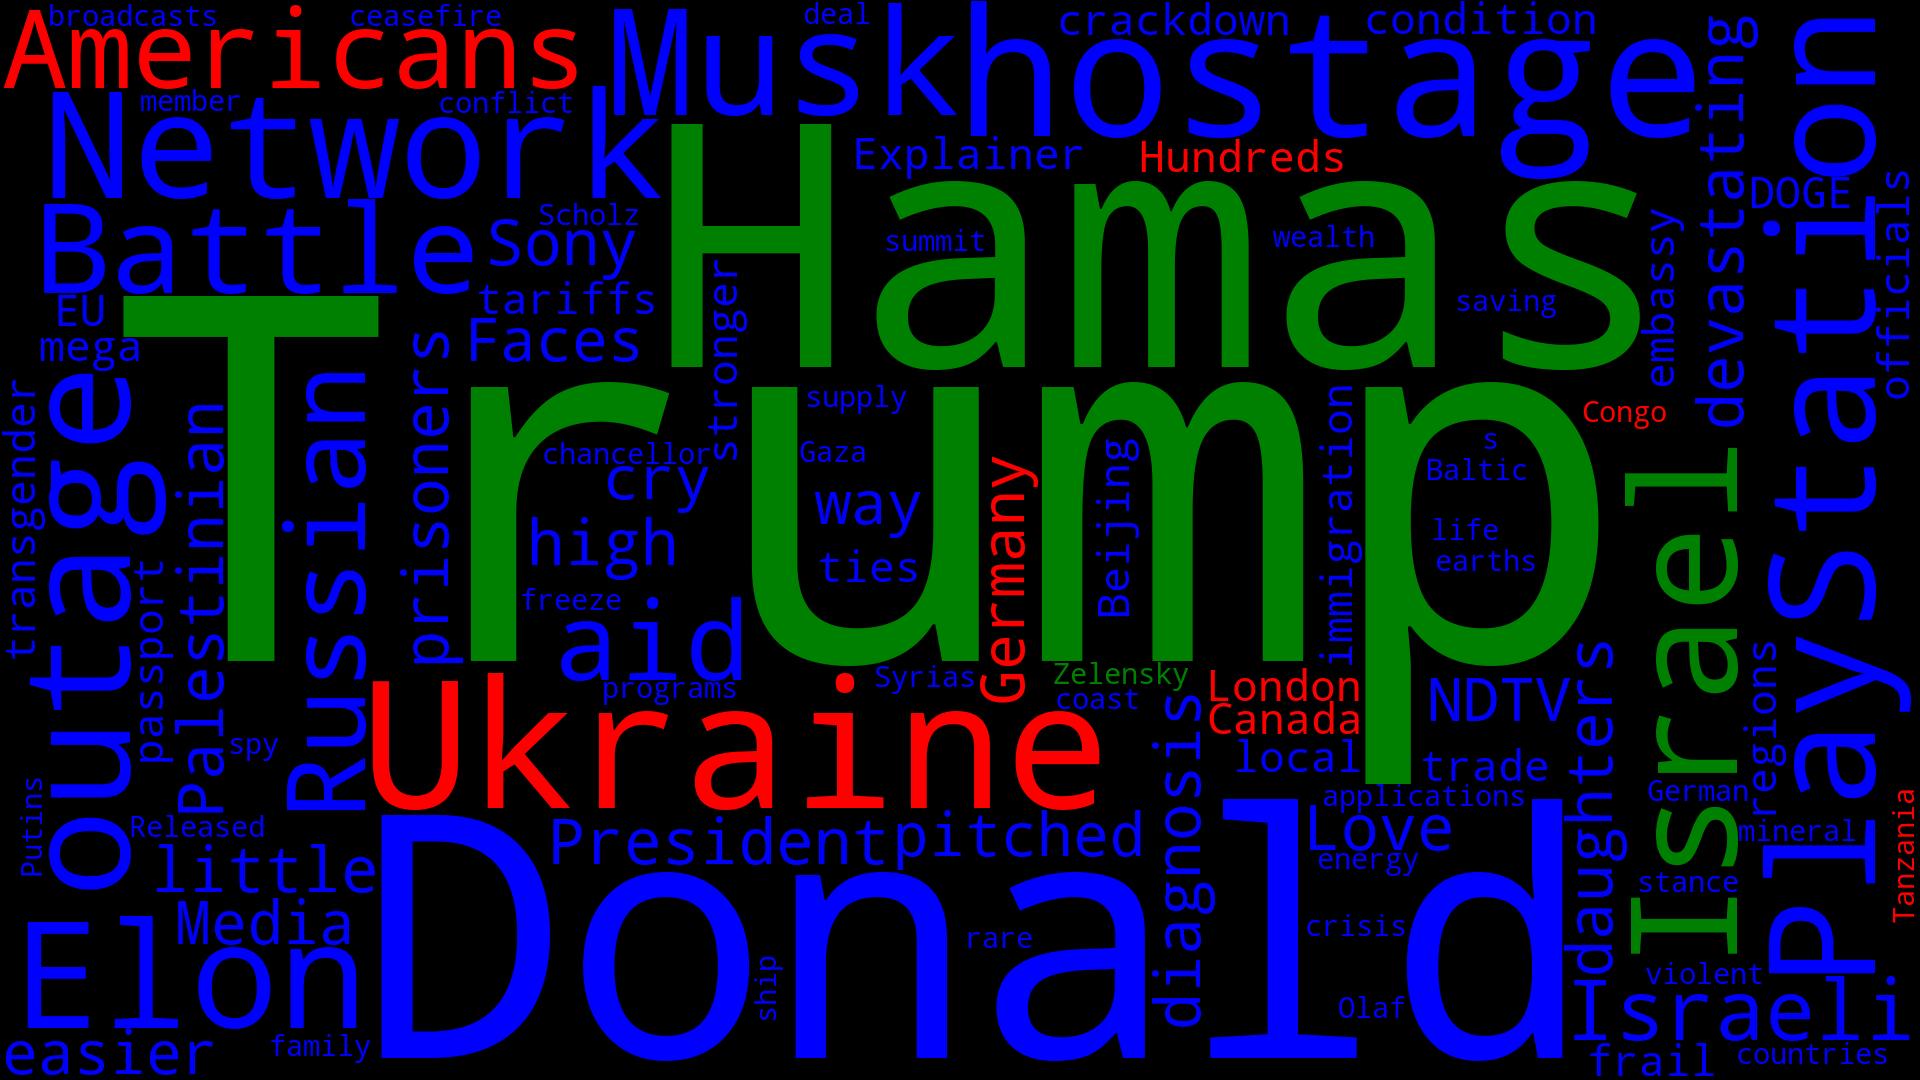 broadcasts
ceasefire
deal
crackdown
condition
Americans
Musk
hostage
member
conflict
Network
Explainer
Hundreds
devastating
DOGE
PlayStation
officials
Hamas
Battle
Scholz
Sony
summit
wealth
embassy
EU
tariffs
stronger
saving
mega
Faces
Trump
prisoners
Russian
transgender
outage
Palestinian
passport
supply
Congo
chancellor
cry
Gaza
Germany
Beijing
immigration
s
Baltic
way
high
life
ties
earths
freeze
aid
Israel
programs
Syrias
Zelensky
coast
London
Canada
NDTV
Ukraine
spy
diagnosis
local
trade
daughters
regions
Putins
German
Released
applications
President
pitched
Love
mineral
Tanzania
little
energy
stance
Donald
Media
Elon
rare
crisis
ship
violent
Olaf
Israeli
easier
family
frail
countries